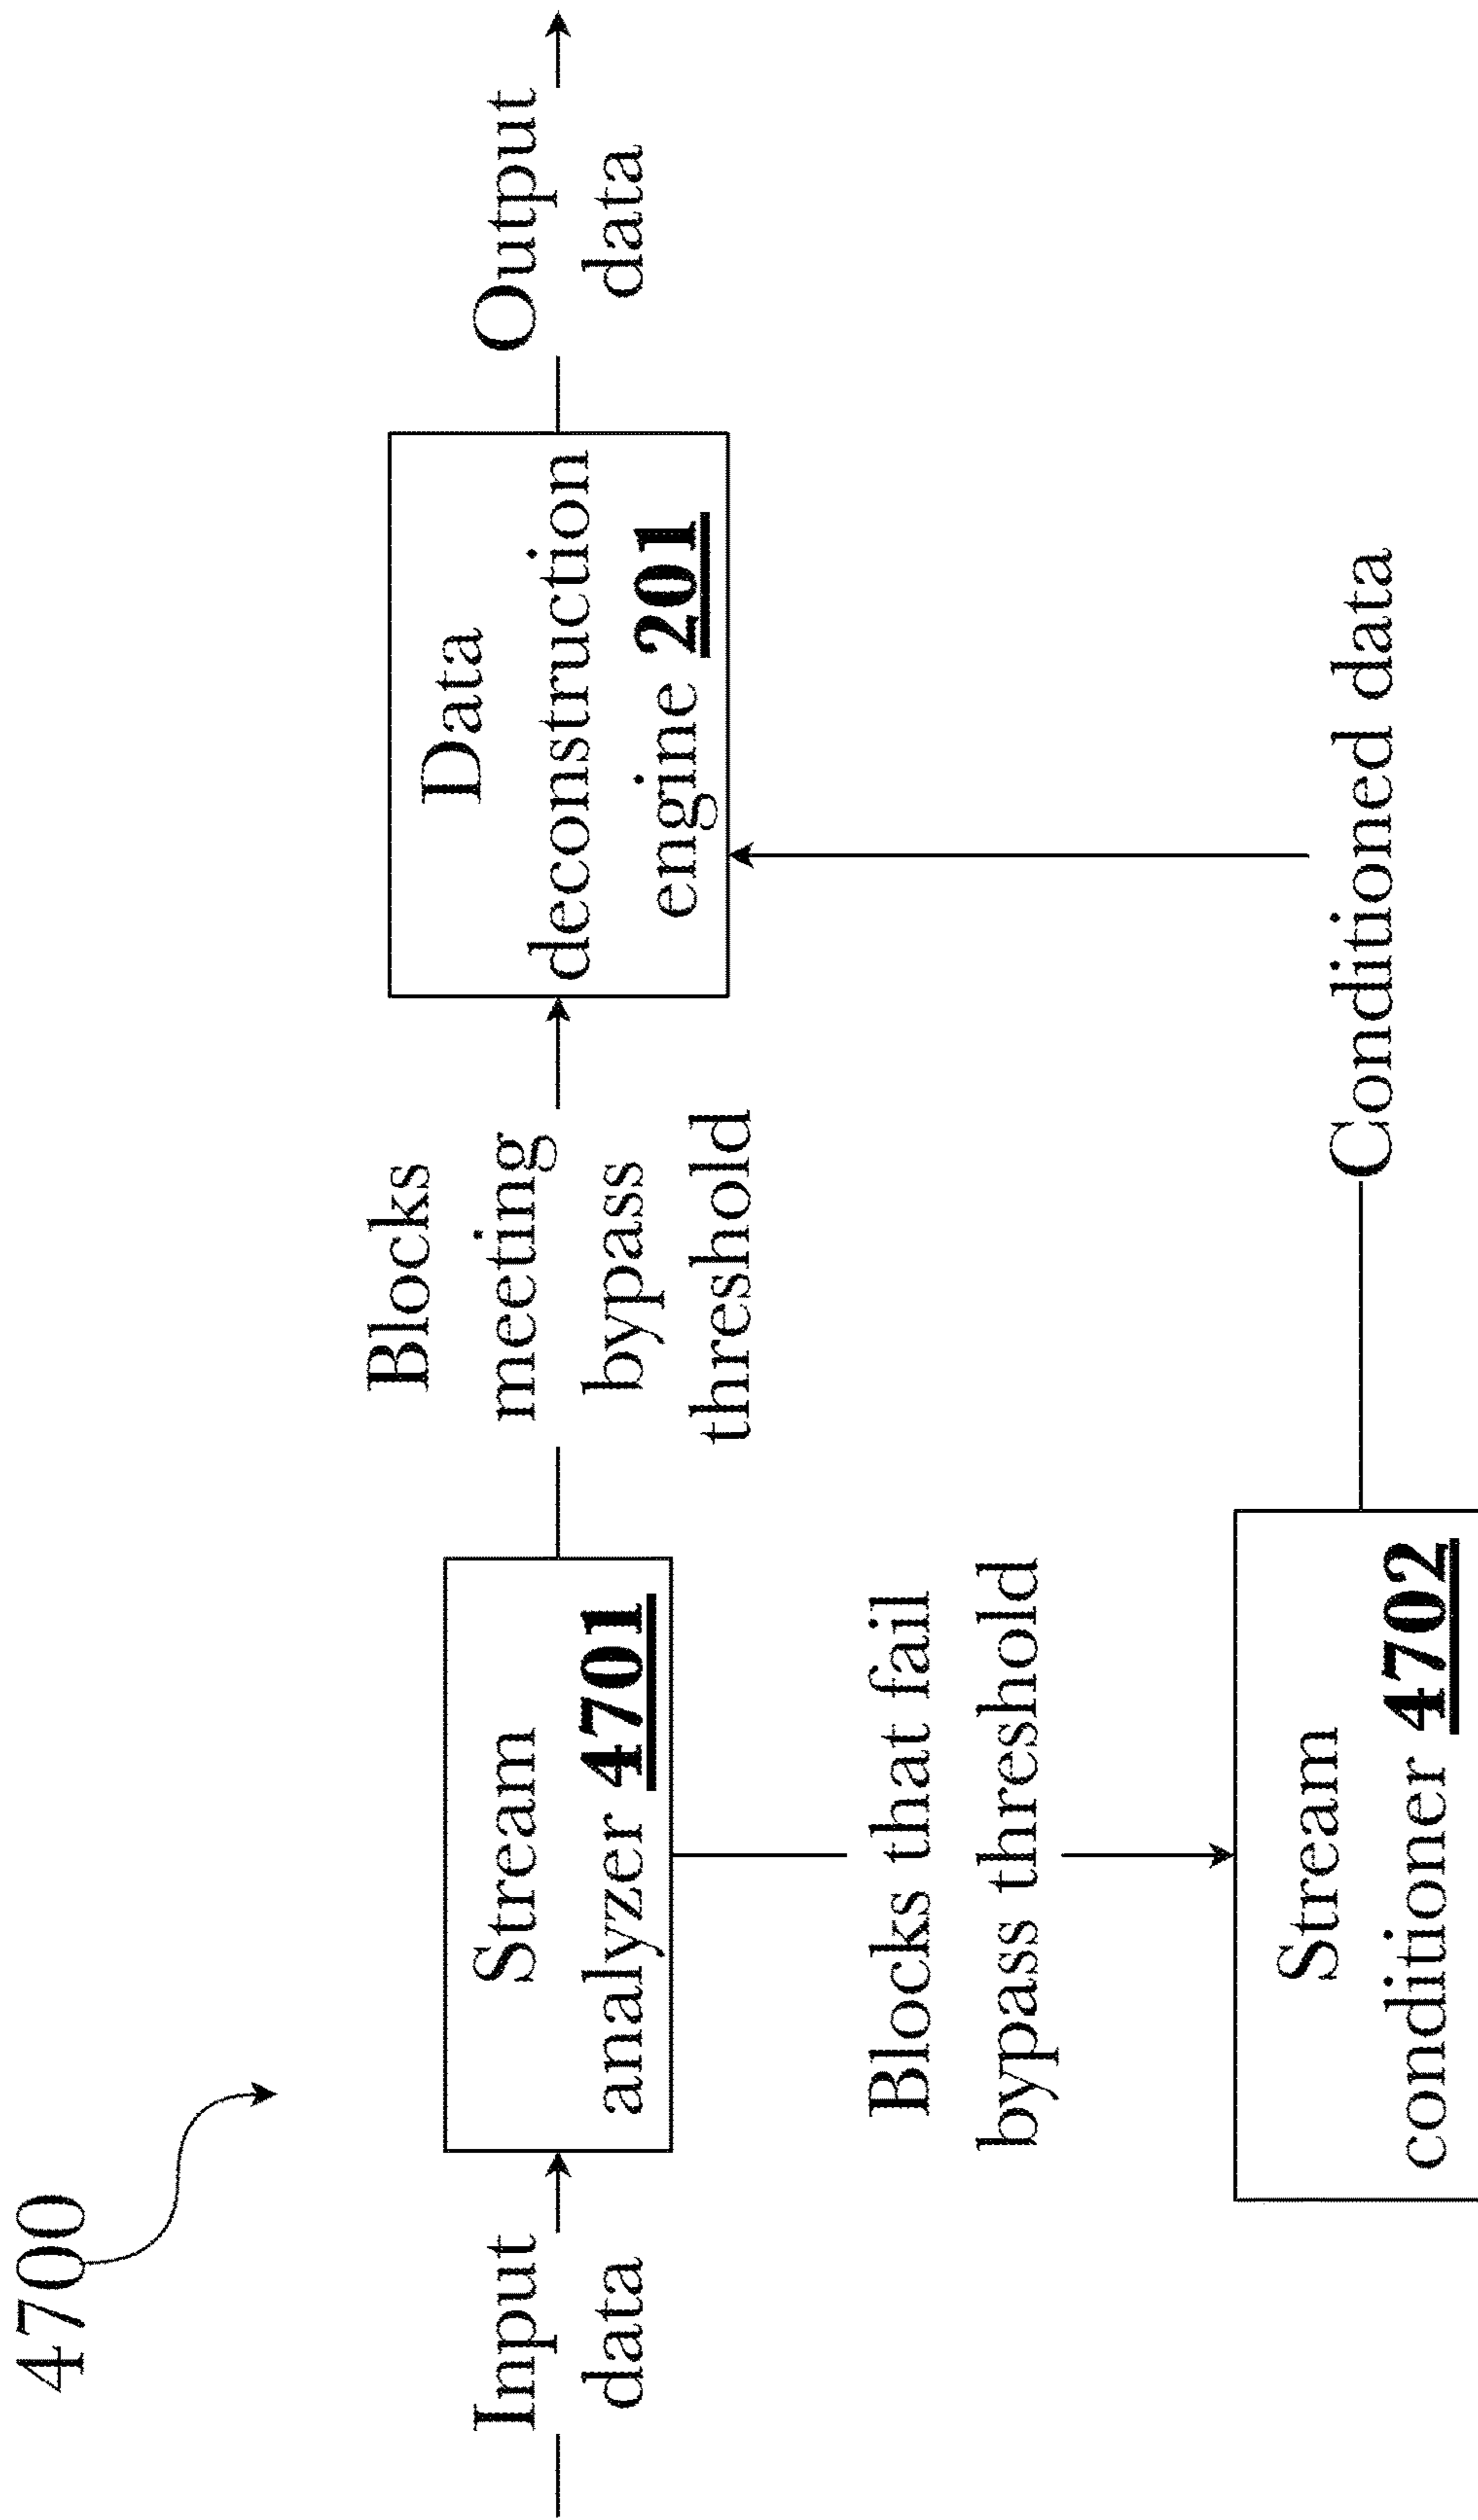 4700
Input
data
Stream
analyzer 4701
Blocks
meeting
bypass
threshold
Data
deconstruction
engine 201
Output
data
Blocks that fail
bypass threshold
Stream
conditioner 4702
Conditioned data